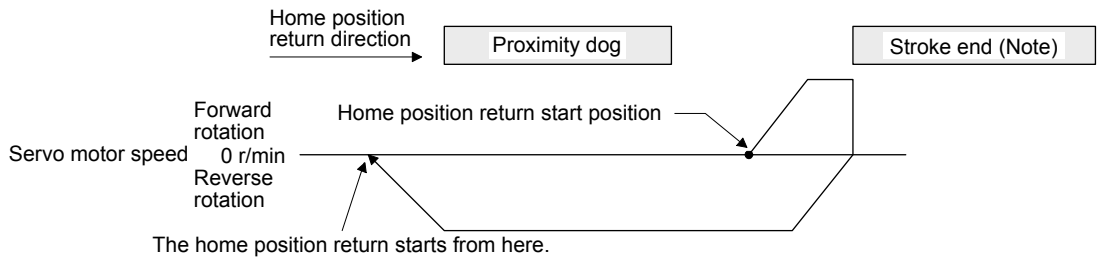 Home position
return direction
Proximity dog
Stroke end (Note)
Forward
rotation
Home position return start position
Servo motor speed 0 r/min
Reverse
rotation
The home position return starts from here.